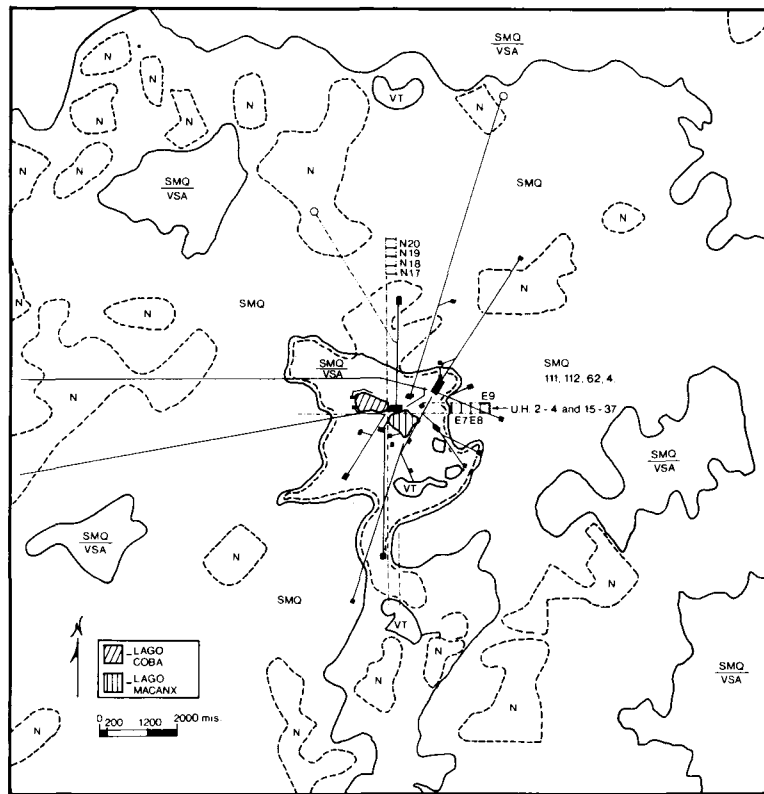 SMQ
VSA
N
N
N
N
N
N
VT
N
N
N
SMQ
VSA
SMQ
N
N
N20
N19
N18
N17
SMQ
N
N
N
SMQ
VSA
SMQ
111, 112, 62, 4.
E9
U.H. 2 - 4 and 15 - 37
E7 E8
SMQ
VSA
VT
SMQ
VSA
N
N
SMQ
VT
N
N
N
N
SMQ
VSA
-LAGO
COBA
-LAGO
MACANX
0 200 1200 2000 mts.
N
N